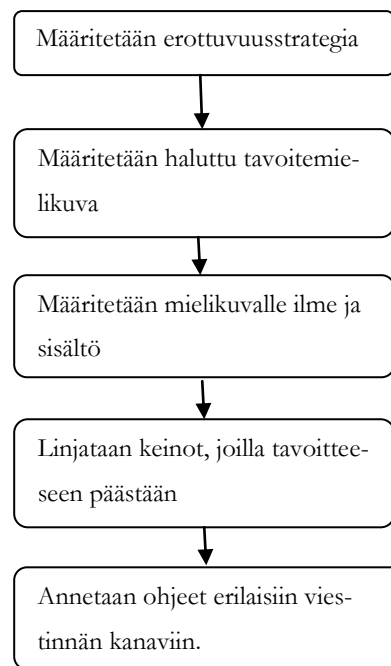 Määritetään erottuvuusstrategia
Määritetään haluttu tavoitemie-
likuva
Määritetään mielikuvalle ilme ja
sisältö
Linjataan keinot, joilla tavoittee-
seen päästään
Annetaan ohjeet erilaisiin vies-
tinnän kanaviin.